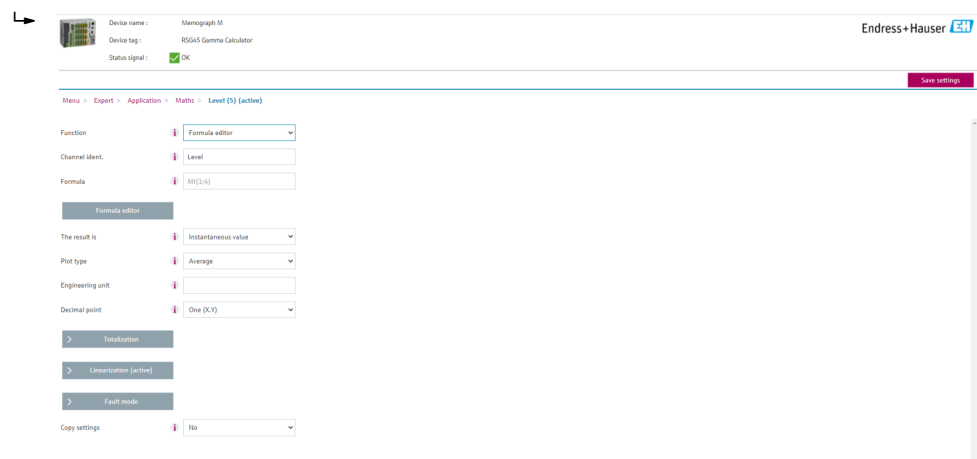 Device name : Memograph M
Device tag : RSG45 Gamma Calculator
Status signal : OK
Endress+Hauser EH
Save settings
Menu > Expert > Application > Maths > Level (5) (active)
Function i Formula editor
Channel ident. i Level
Formula i MI(1;4)
Formula editor
The result is i Instantaneous value
Plot type i Average
Engineering unit i
Decimal point i One (X.Y)
> Totalization
> Linearization (active)
> Fault mode
Copy settings i No